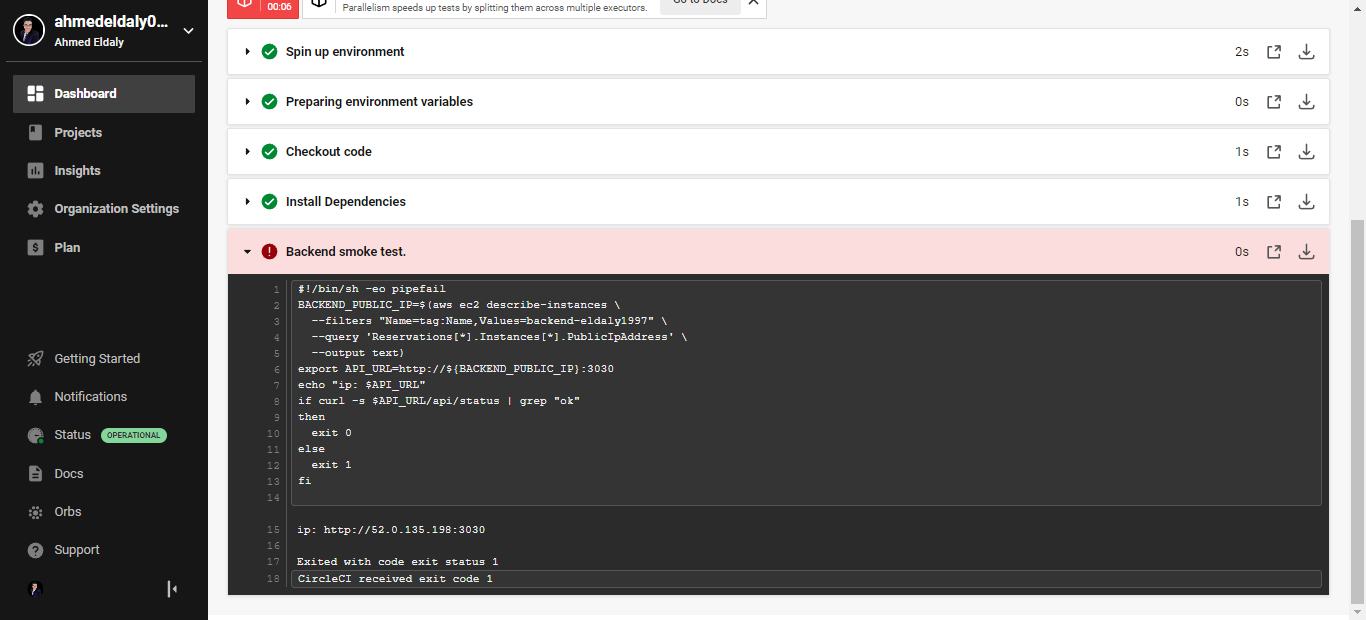 ahmedeldaly0...
Ahmed Eldaly
Dashboard
Projects
Insights
Organization Settings
Plan
Getting Started
Notifications
Status OPERATIONAL
Docs
Orbs
Support
00:06
Parallelism speeds up tests by splitting them across multiple executors.
Go to Docs
Spin up environment 2s
Preparing environment variables 0s
Checkout code 1s
Install Dependencies 1s
Backend smoke test. 0s
1 #!/bin/sh -eo pipefail
2 BACKEND_PUBLIC_IP=$(aws ec2 describe-instances \
3 --filters "Name=tag:Name,Values=backend-eldaly1997" \
4 --query 'Reservations[*].Instances[*].PublicIpAddress' \
5 --output text)
6 export API_URL=http://${BACKEND_PUBLIC_IP}:3030
7 echo "ip: $API_URL"
8 if curl -s $API_URL/api/status | grep "ok"
9 then
10 exit 0
11 else
12 exit 1
13 fi
14
15 ip: http://52.0.135.198:3030
16
17 Exited with code exit status 1
18 CircleCI received exit code 1